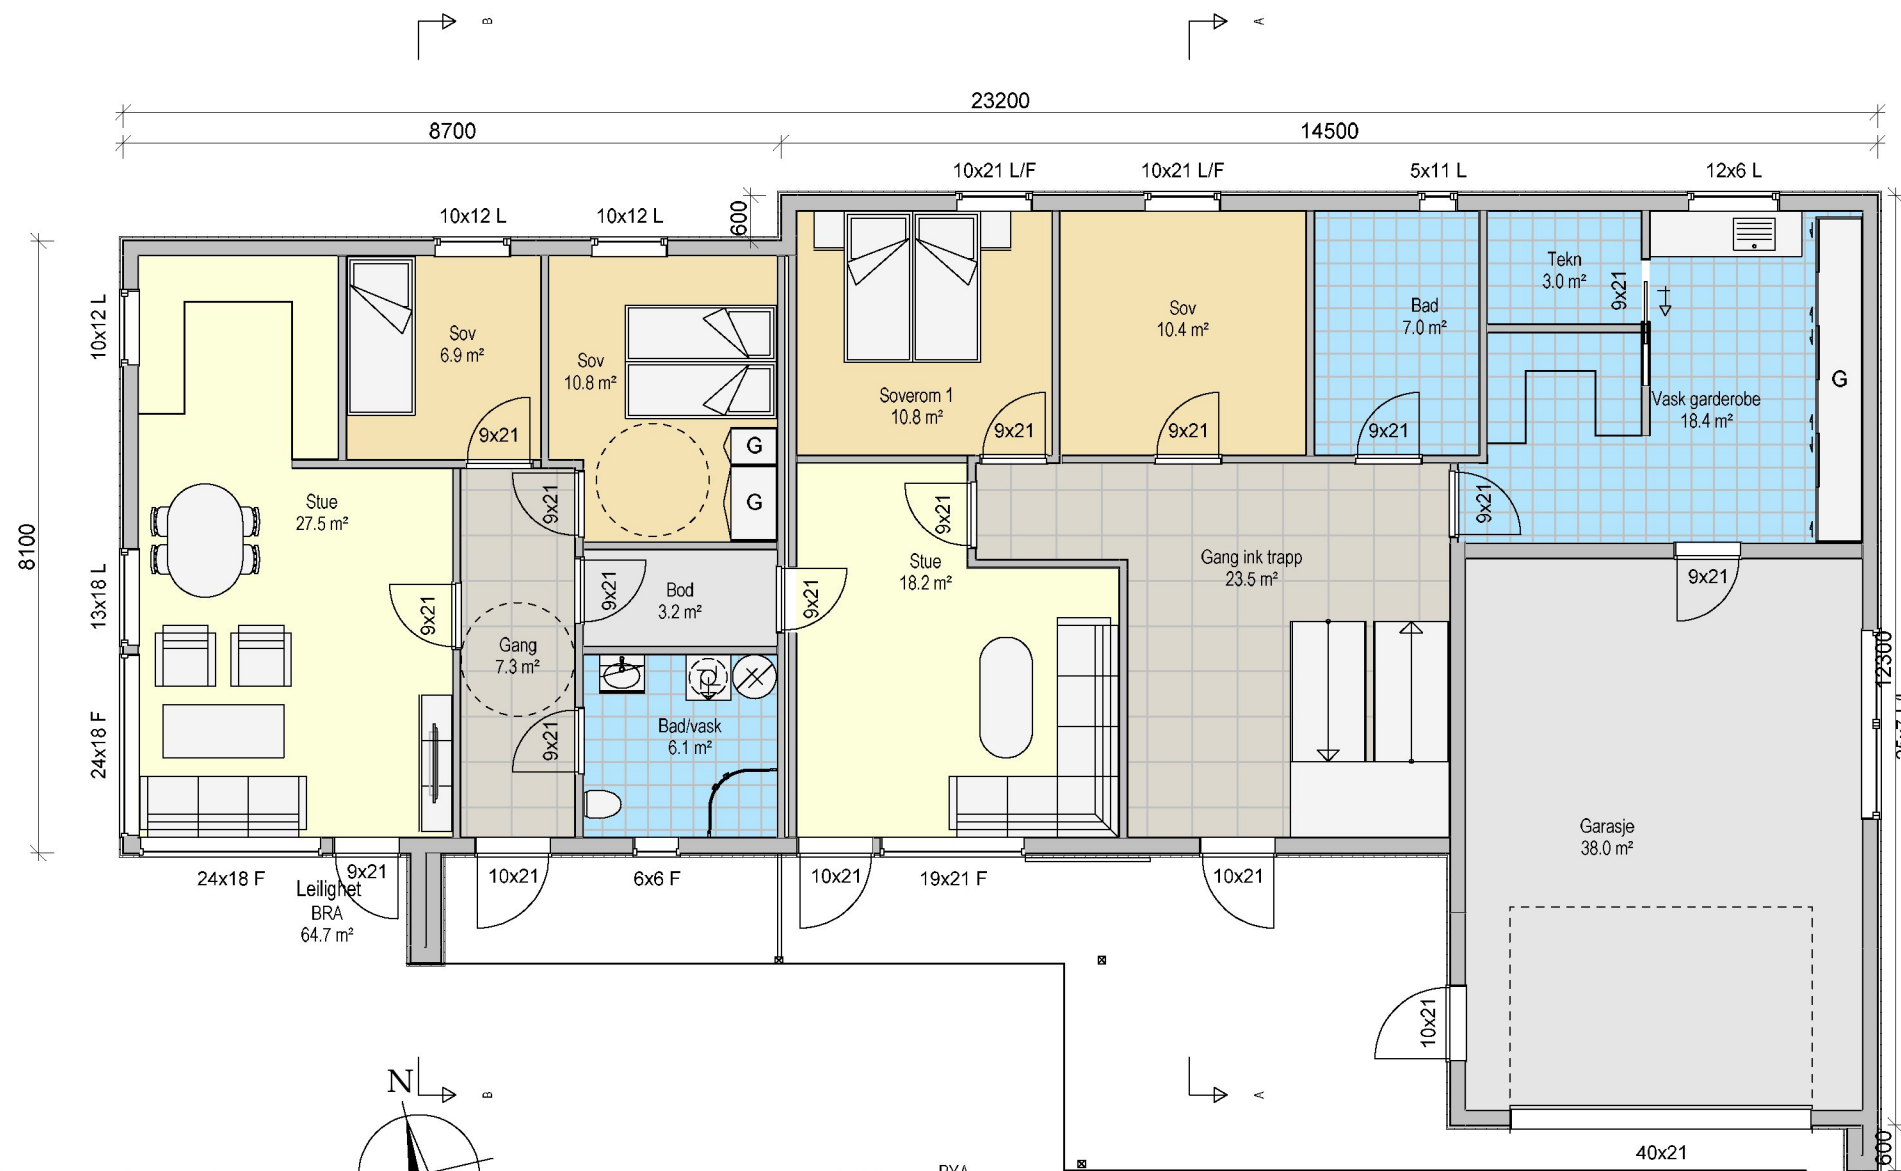 B
A
23200
8700
14500
10x21 L/F
10x21 L/F
5x11 L
12x6 L
10x12 L
10x12 L
600
8100
10x12 L
13x18 L
24x18 F
Sov
6.9 m²
9x21
Sov
10.8 m²
G
G
9x21
Soverom 1
10.8 m²
9x21
Sov
10.4 m²
9x21
Bad
7.0 m²
9x21
Tekn
3.0 m²
9x21
Vask garderobe
18.4 m²
G
9x21
Stue
27.5 m²
9x21
Gang
7.3 m²
9x21
Bod
3.2 m²
9x21
9x21
Bad/vask
6.1 m²
Stue
18.2 m²
9x21
Gang ink trapp
23.5 m²
9x21
12300
Garasje
38.0 m²
24x18 F
9x21
Leilighet
BRA
64.7 m²
10x21
6x6 F
10x21
19x21 F
10x21
10x21
N
B
A
40x21
600